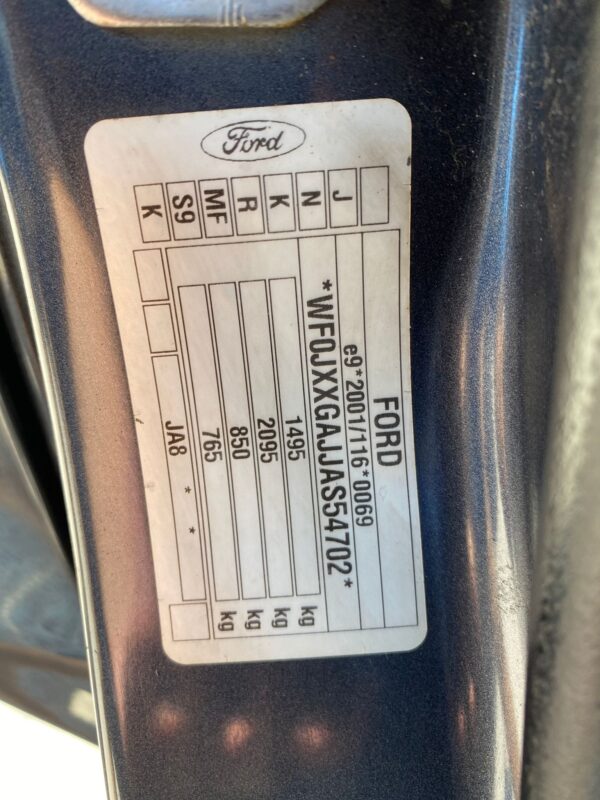 Ford
FORD
e9*2001/116*0069
*WF0JXXGAJJAS54702*
1495 kg
2095 kg
850 kg
765 kg
JA8 * *
J
N
K
R
MF
S9
K